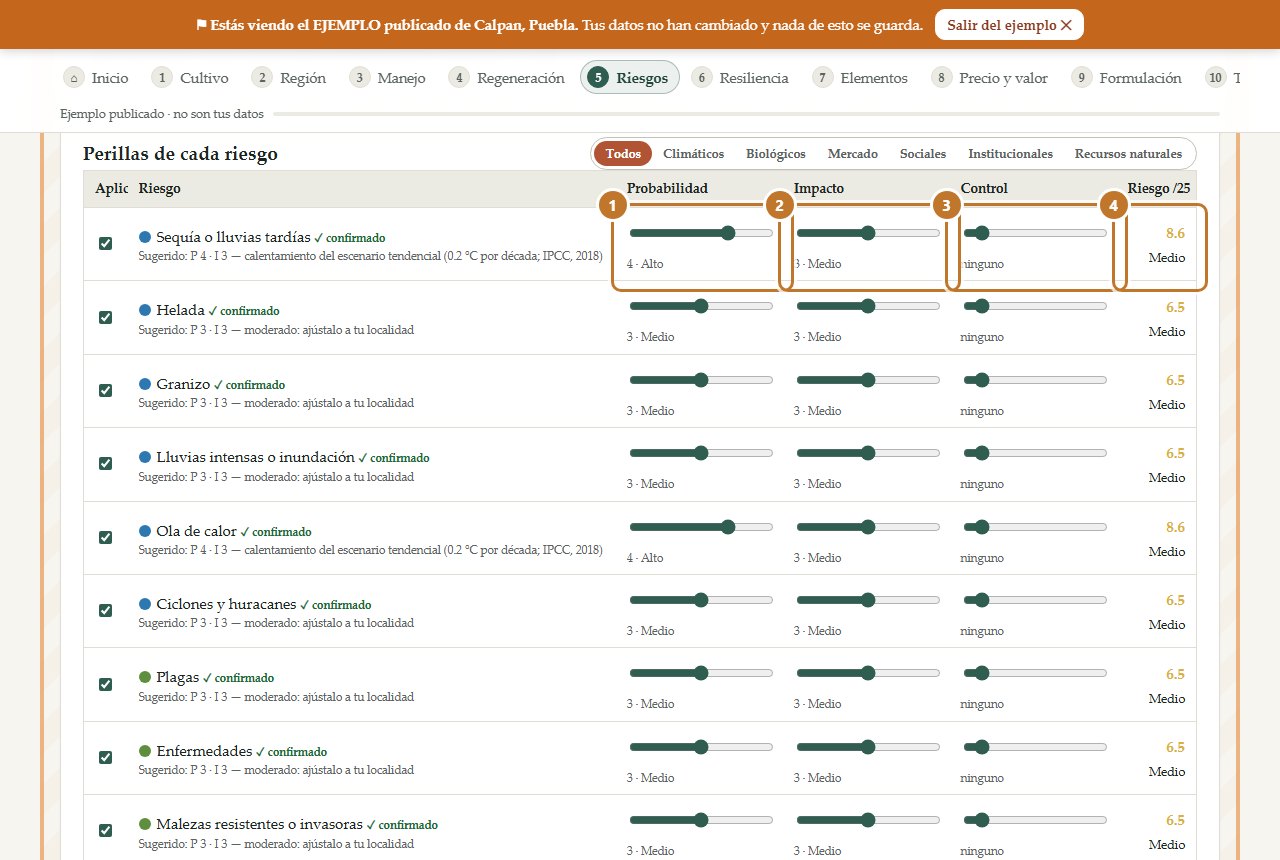 ⚑ Estás viendo el EJEMPLO publicado de Calpan, Puebla. Tus datos no han cambiado y nada de esto se guarda. Salir del ejemplo ✕
⌂ Inicio 1 Cultivo 2 Región 3 Manejo 4 Regeneración 5 Riesgos 6 Resiliencia 7 Elementos 8 Precio y valor 9 Formulación 10
Ejemplo publicado · no son tus datos
Perillas de cada riesgo Todos Climáticos Biológicos Mercado Sociales Institucionales Recursos naturales
Aplic Riesgo Probabilidad Impacto Control Riesgo /25
1 2 3 4
Sequía o lluvias tardías ✓ confirmado 8.6
Sugerido: P 4 · I 3 — calentamiento del escenario tendencial (0.2 °C por década; IPCC, 2018) 4 · Alto 3 · Medio ninguno Medio
Helada ✓ confirmado 6.5
Sugerido: P 3 · I 3 — moderado: ajústalo a tu localidad 3 · Medio 3 · Medio ninguno Medio
Granizo ✓ confirmado 6.5
Sugerido: P 3 · I 3 — moderado: ajústalo a tu localidad 3 · Medio 3 · Medio ninguno Medio
Lluvias intensas o inundación ✓ confirmado 6.5
Sugerido: P 3 · I 3 — moderado: ajústalo a tu localidad 3 · Medio 3 · Medio ninguno Medio
Ola de calor ✓ confirmado 8.6
Sugerido: P 4 · I 3 — calentamiento del escenario tendencial (0.2 °C por década; IPCC, 2018) 4 · Alto 3 · Medio ninguno Medio
Ciclones y huracanes ✓ confirmado 6.5
Sugerido: P 3 · I 3 — moderado: ajústalo a tu localidad 3 · Medio 3 · Medio ninguno Medio
Plagas ✓ confirmado 6.5
Sugerido: P 3 · I 3 — moderado: ajústalo a tu localidad 3 · Medio 3 · Medio ninguno Medio
Enfermedades ✓ confirmado 6.5
Sugerido: P 3 · I 3 — moderado: ajústalo a tu localidad 3 · Medio 3 · Medio ninguno Medio
Malezas resistentes o invasoras ✓ confirmado 6.5
Sugerido: P 3 · I 3 — moderado: ajústalo a tu localidad 3 · Medio 3 · Medio ninguno Medio